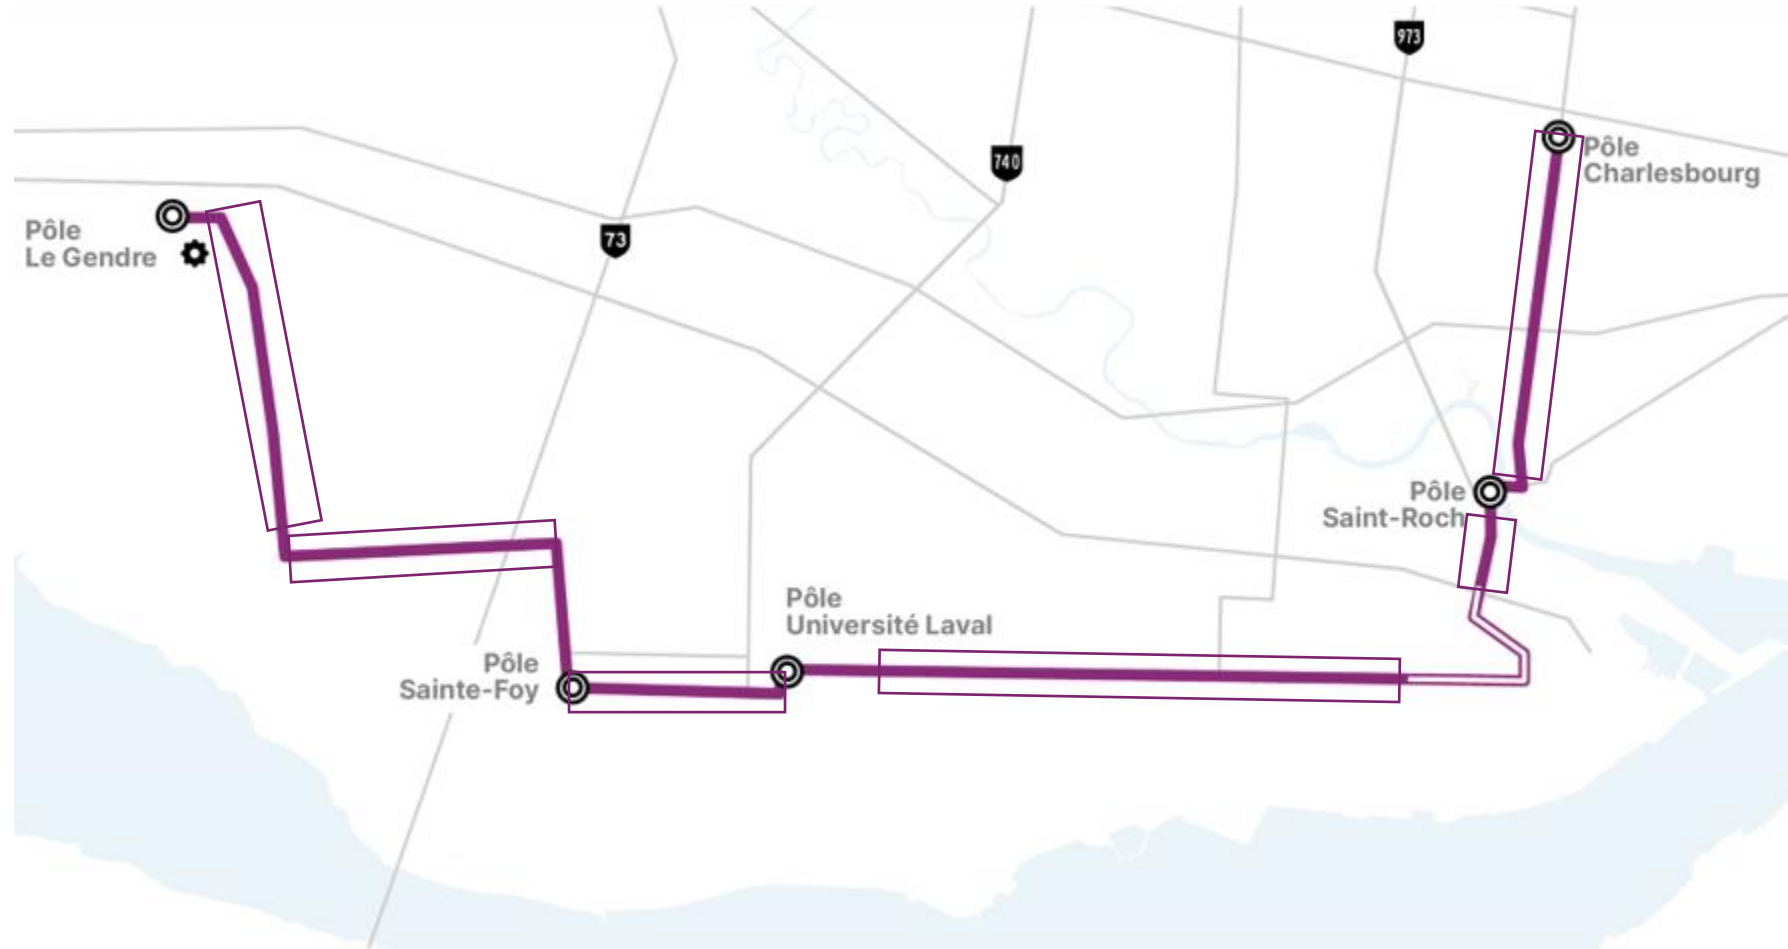 973
740
Pôle
Charlesbourg
Pôle
Le Gendre
73
Pôle
Saint-Roch
Pôle
Université Laval
Pôle
Sainte-Foy